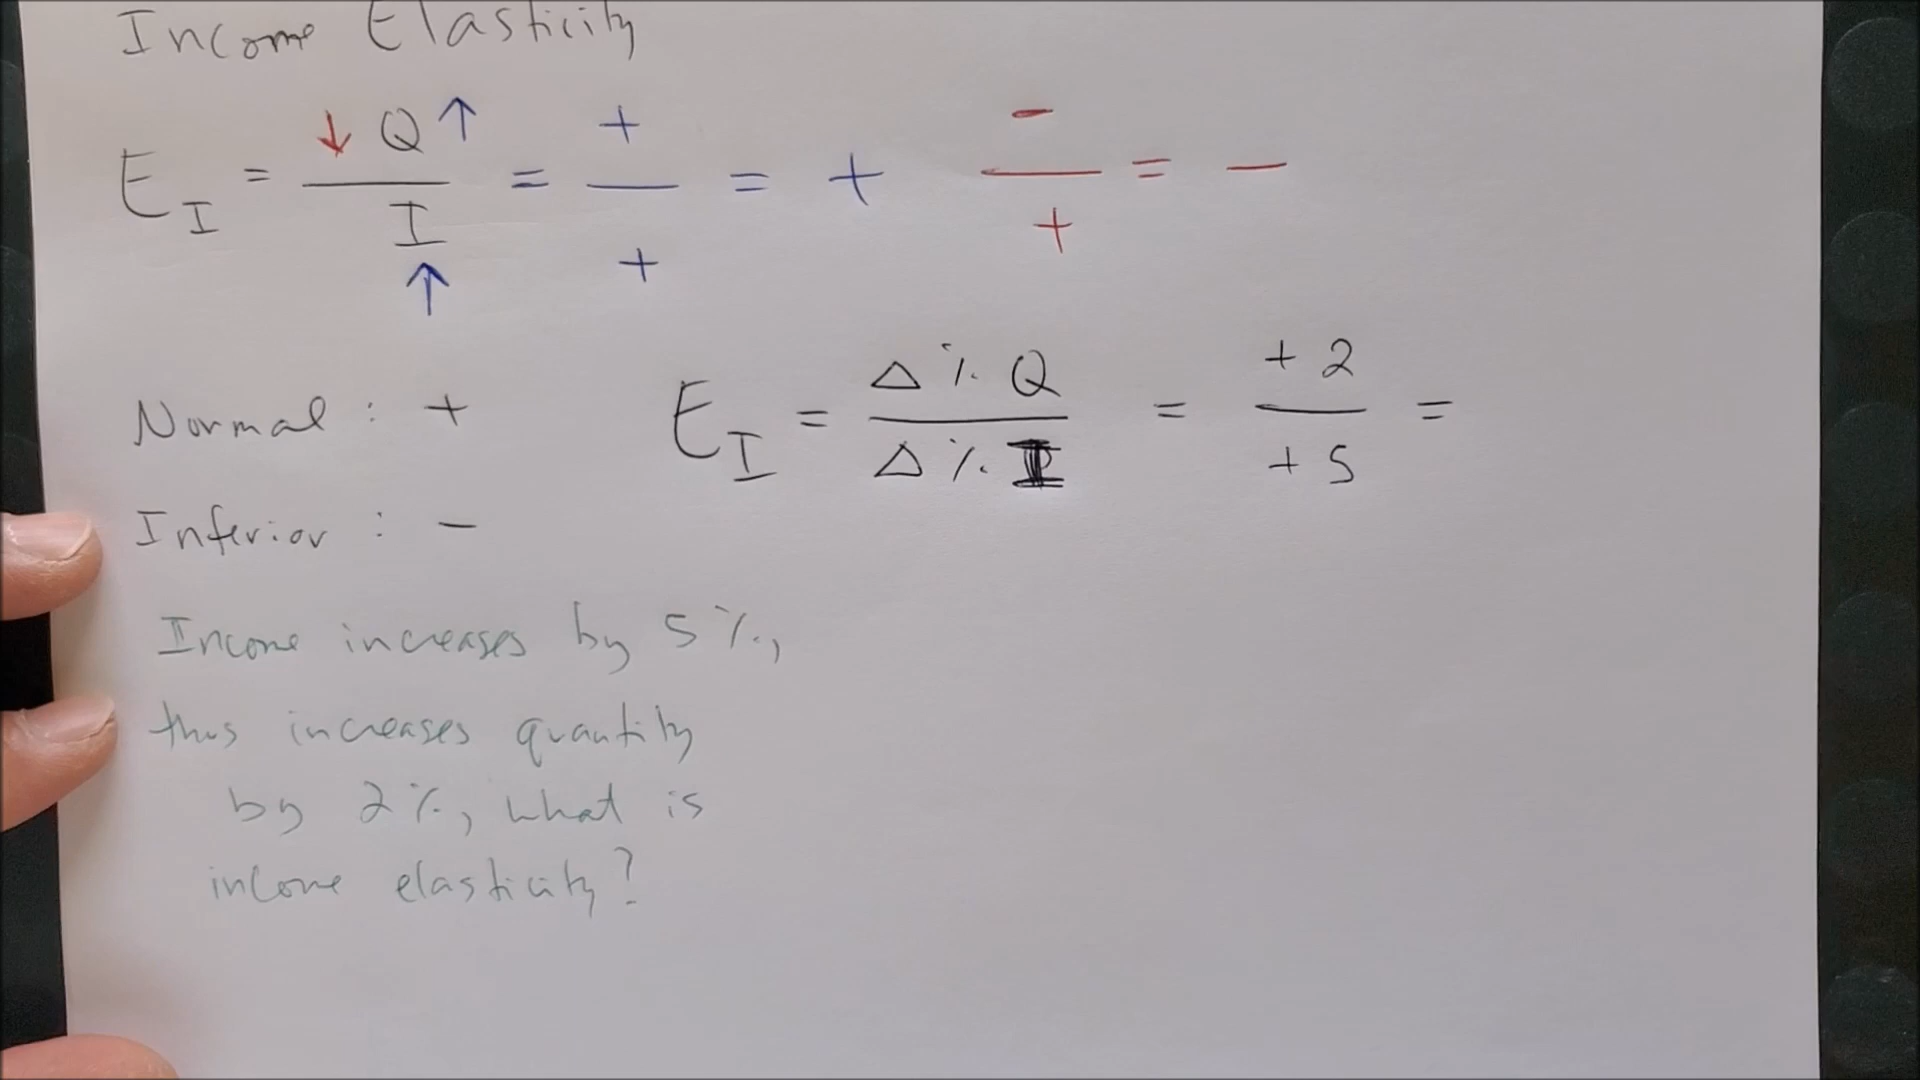 Income Elasticity
E_I = ↓ Q ↑ / I ↑ = + / + = + - / + = -
Normal : + E_I = Δ % Q / Δ % I = + 2 / + 5 =
Inferior : -
Income increases by 5 %,
thus increases quantity
by 2 %, what is
income elasticity?